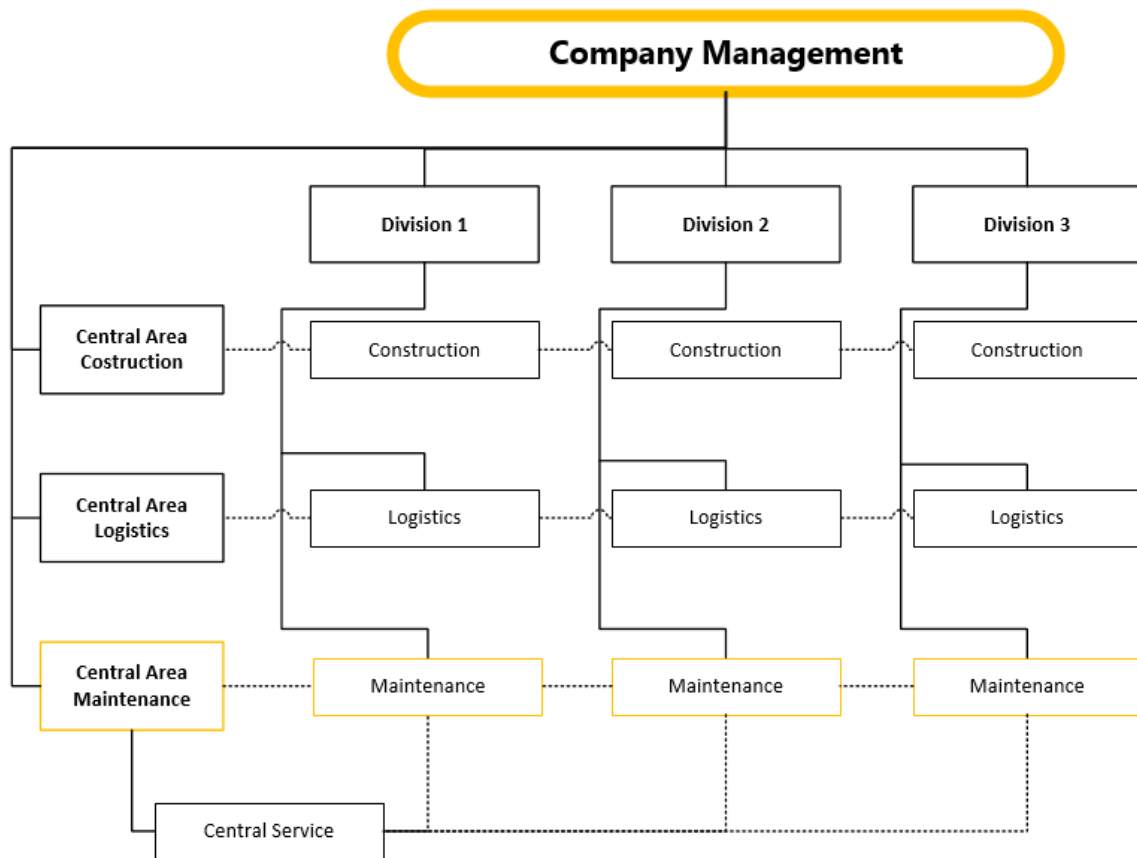 Company Management
Division 1
Division 2
Division 3
Central Area
Costruction
Construction
Construction
Construction
Central Area
Logistics
Logistics
Logistics
Logistics
Central Area
Maintenance
Maintenance
Maintenance
Maintenance
Central Service